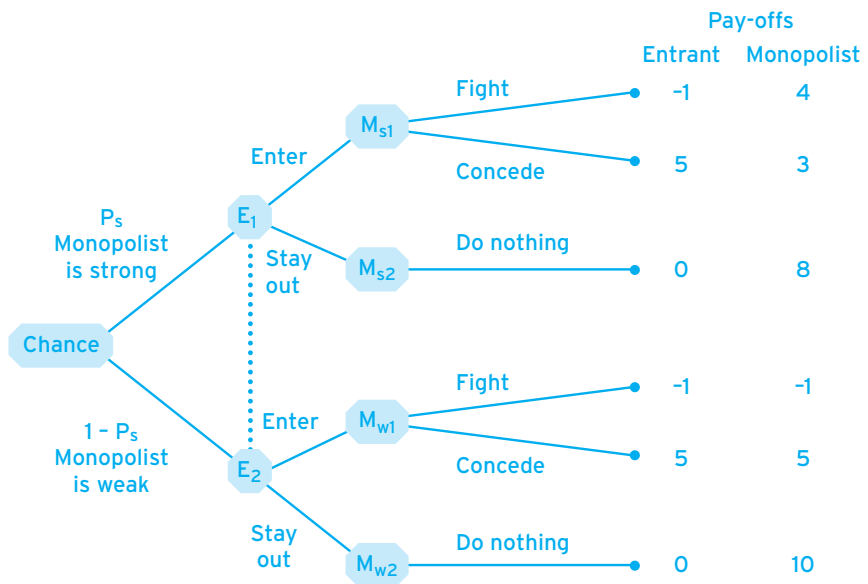 Pay-offs
Entrant Monopolist
Fight
–1 4
M_s1
Enter
Concede
5 3
P_s
Monopolist
is strong
E_1
Stay
out
M_s2
Do nothing
0 8
Chance
Fight
–1 –1
1 – P_s
Monopolist
is weak
Enter
M_w1
Concede
5 5
E_2
Stay
out
M_w2
Do nothing
0 10